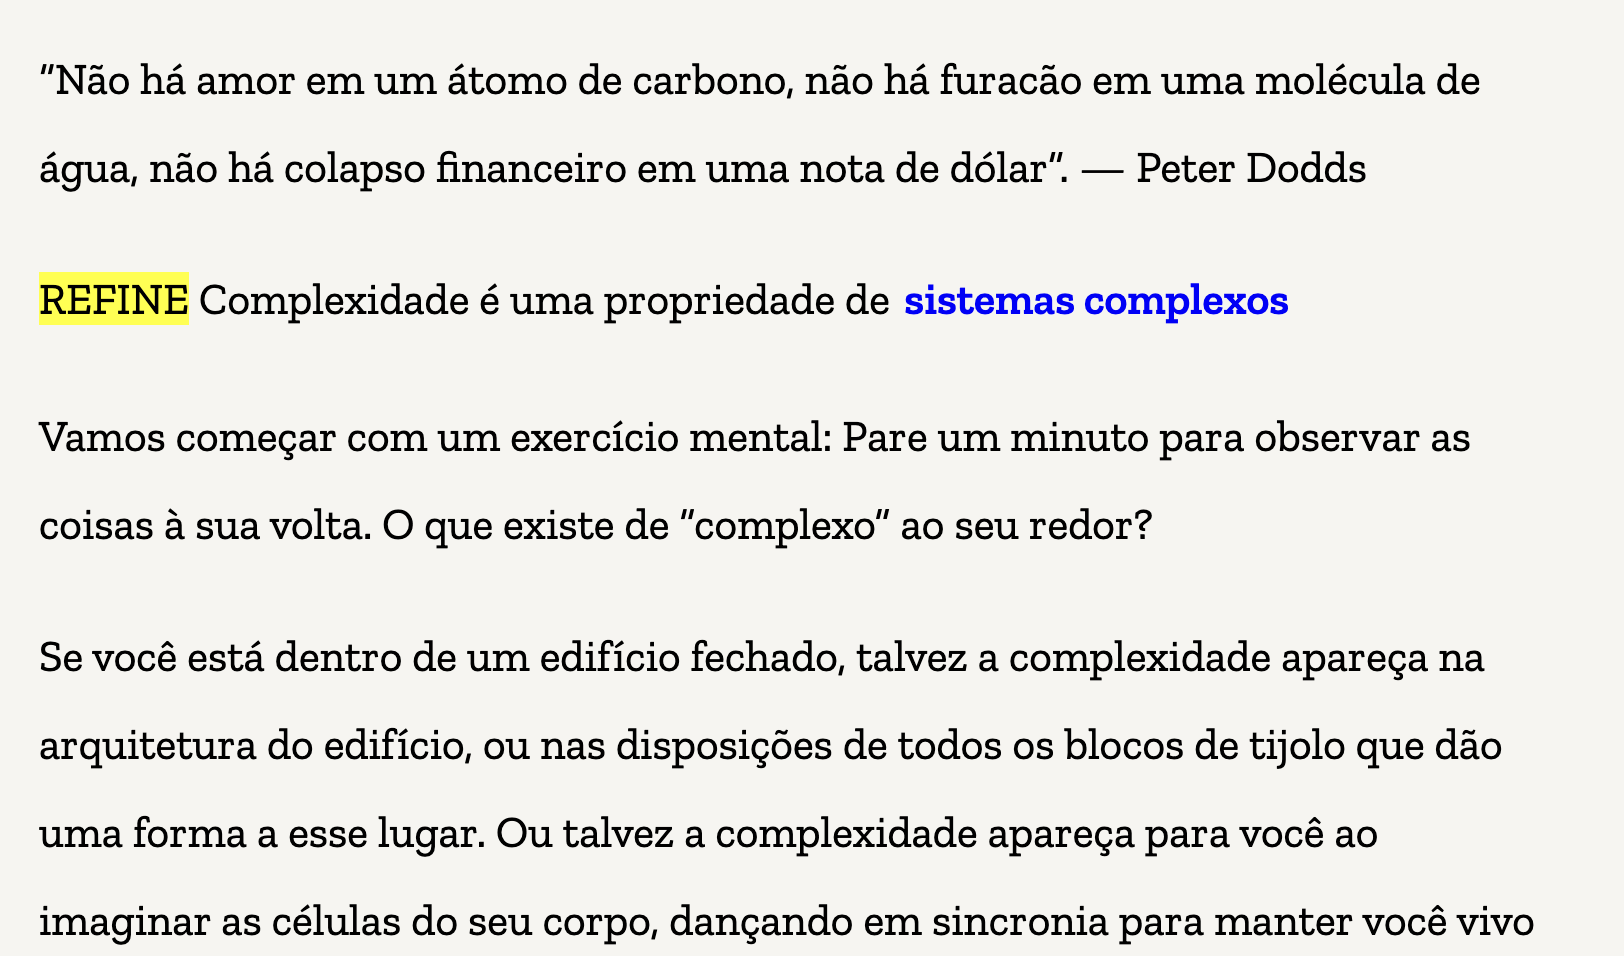 “Não há amor em um átomo de carbono, não há furacão em uma molécula de
água, não há colapso financeiro em uma nota de dólar”. — Peter Dodds
REFINE Complexidade é uma propriedade de sistemas complexos
Vamos começar com um exercício mental: Pare um minuto para observar as
coisas à sua volta. O que existe de “complexo” ao seu redor?
Se você está dentro de um edifício fechado, talvez a complexidade apareça na
arquitetura do edifício, ou nas disposições de todos os blocos de tijolo que dão
uma forma a esse lugar. Ou talvez a complexidade apareça para você ao
imaginar as células do seu corpo, dançando em sincronia para manter você vivo